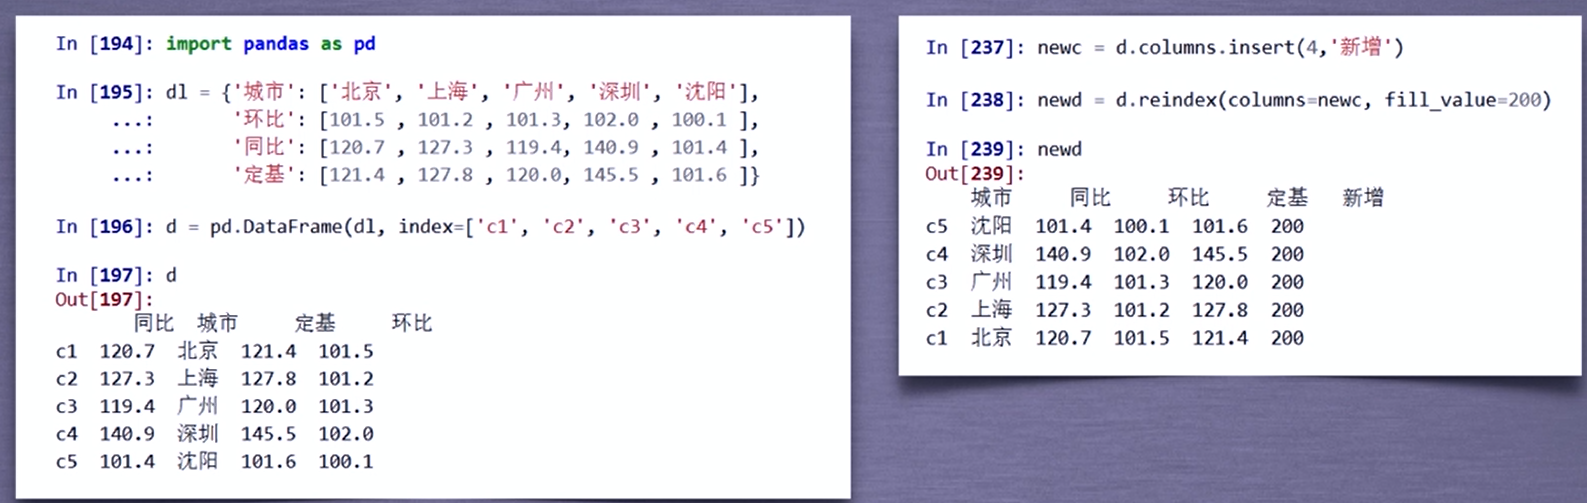 In [194]: import pandas as pd
In [195]: dl = {'城市': ['北京', '上海', '广州', '深圳', '沈阳'],
...: '环比': [101.5 , 101.2 , 101.3, 102.0 , 100.1 ],
...: '同比': [120.7 , 127.3 , 119.4, 140.9 , 101.4 ],
...: '定基': [121.4 , 127.8 , 120.0, 145.5 , 101.6 ]}
In [196]: d = pd.DataFrame(dl, index=['c1', 'c2', 'c3', 'c4', 'c5'])
In [197]: d
Out[197]:
同比 城市 定基 环比
c1 120.7 北京 121.4 101.5
c2 127.3 上海 127.8 101.2
c3 119.4 广州 120.0 101.3
c4 140.9 深圳 145.5 102.0
c5 101.4 沈阳 101.6 100.1
In [237]: newc = d.columns.insert(4,'新增')
In [238]: newd = d.reindex(columns=newc, fill_value=200)
In [239]: newd
Out[239]:
城市 同比 环比 定基 新增
c5 沈阳 101.4 100.1 101.6 200
c4 深圳 140.9 102.0 145.5 200
c3 广州 119.4 101.3 120.0 200
c2 上海 127.3 101.2 127.8 200
c1 北京 120.7 101.5 121.4 200